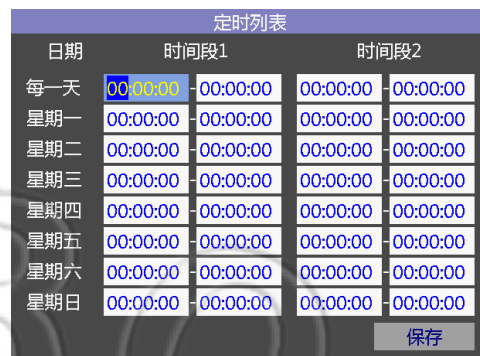 定时列表
日期 时间段1 时间段2
每一天 00:00:00 - 00:00:00 00:00:00 - 00:00:00
星期一 00:00:00 - 00:00:00 00:00:00 - 00:00:00
星期二 00:00:00 - 00:00:00 00:00:00 - 00:00:00
星期三 00:00:00 - 00:00:00 00:00:00 - 00:00:00
星期四 00:00:00 - 00:00:00 00:00:00 - 00:00:00
星期五 00:00:00 - 00:00:00 00:00:00 - 00:00:00
星期六 00:00:00 - 00:00:00 00:00:00 - 00:00:00
星期日 00:00:00 - 00:00:00 00:00:00 - 00:00:00
保存